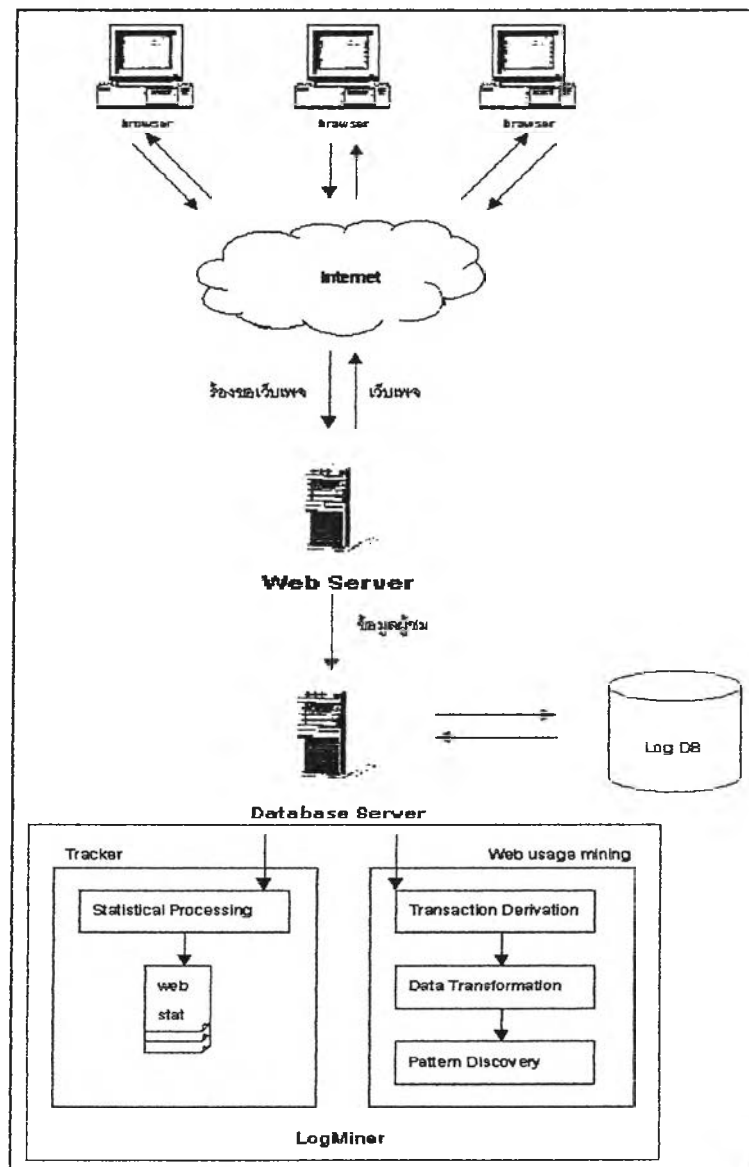 browser
browser
browser
Internet
ร้องขอเว็บเพจ
เว็บเพจ
Web Server
ข้อมูลผู้ชม
Log DB
Database Server
Tracker
Web usage mining
Statistical Processing
Transaction Derivation
web
stat
Data Transformation
Pattern Discovery
LogMiner